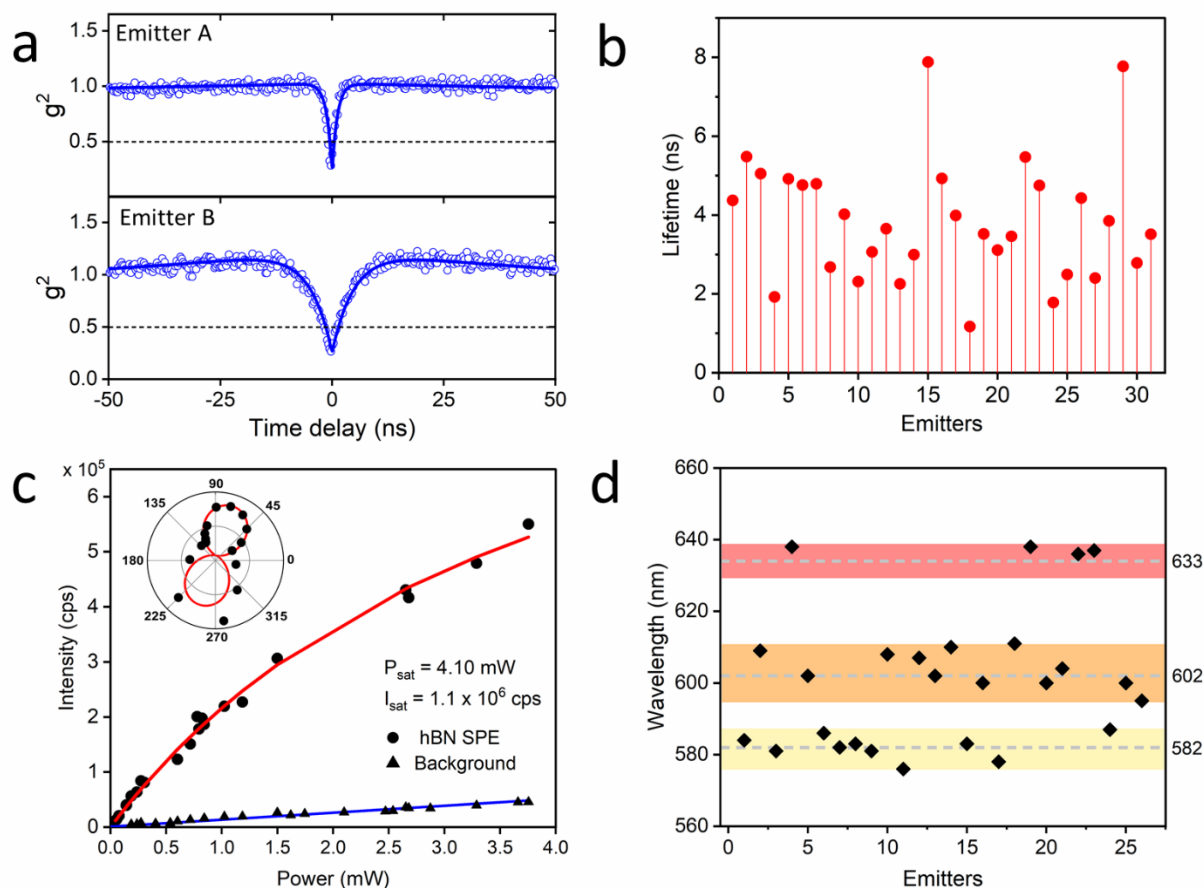 a
Emitter A
1.5
1.0
0.5
g²
Emitter B
1.5
1.0
0.5
0.0
g²
-50 -25 0 25 50
Time delay (ns)
b
8
6
4
2
0
Lifetime (ns)
0 5 10 15 20 25 30
Emitters
c
x 10⁵
6
5
4
3
2
1
0
Intensity (cps)
90
135 45
180 0
225 315
270
P_sat = 4.10 mW
I_sat = 1.1 x 10⁶ cps
hBN SPE
Background
0.0 0.5 1.0 1.5 2.0 2.5 3.0 3.5 4.0
Power (mW)
d
660
640
620
600
580
560
Wavelength (nm)
633
602
582
0 5 10 15 20 25
Emitters